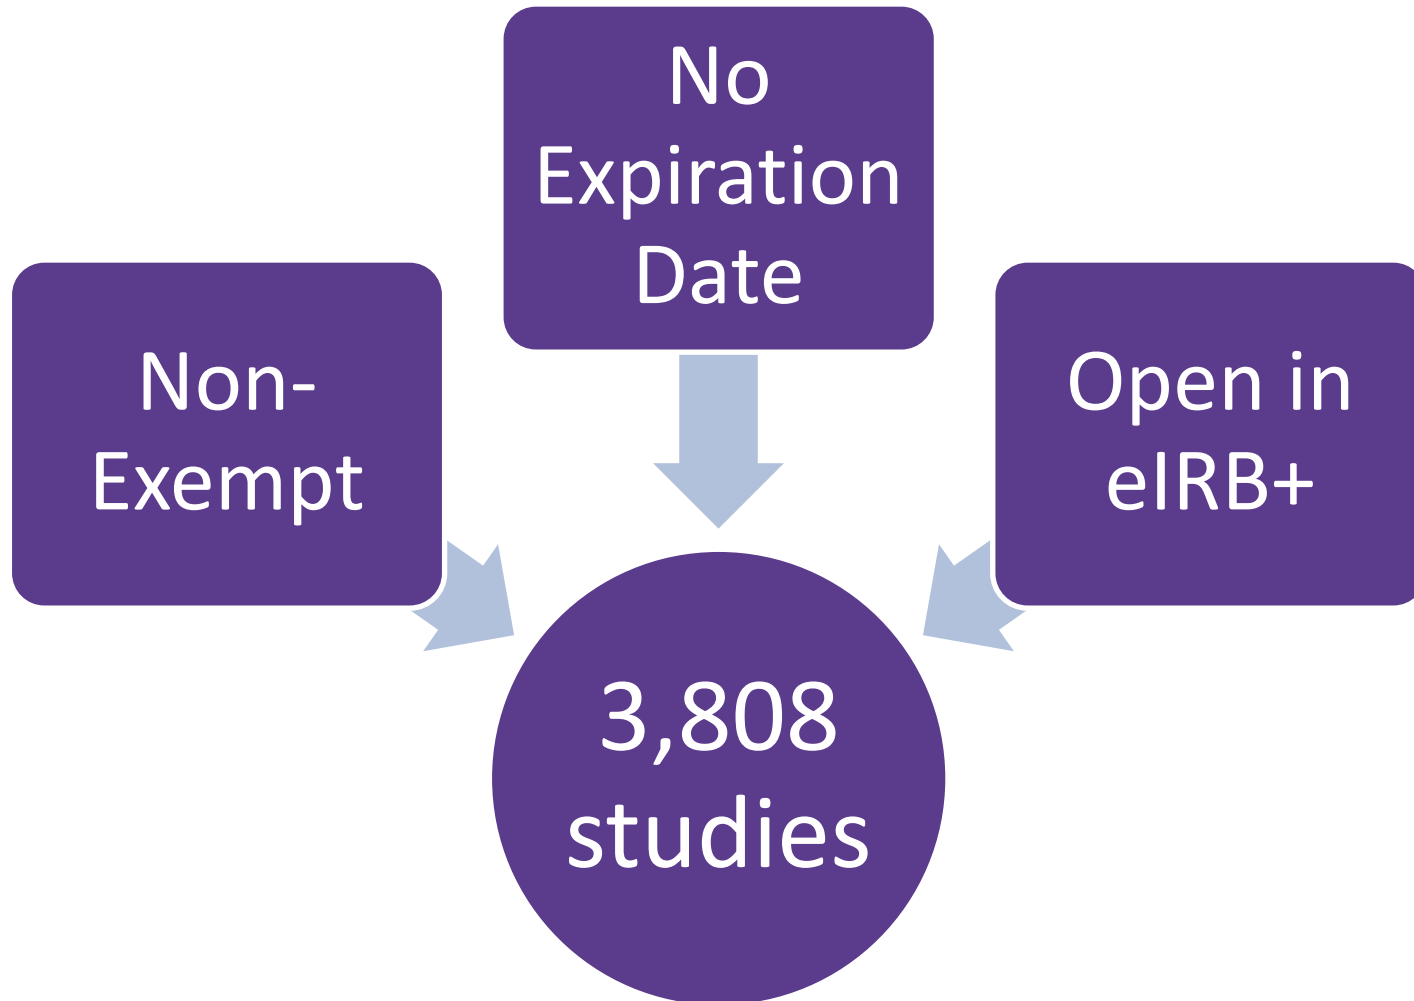 No
Expiration
Date
Non-
Exempt
Open in
eIRB+
3,808
studies